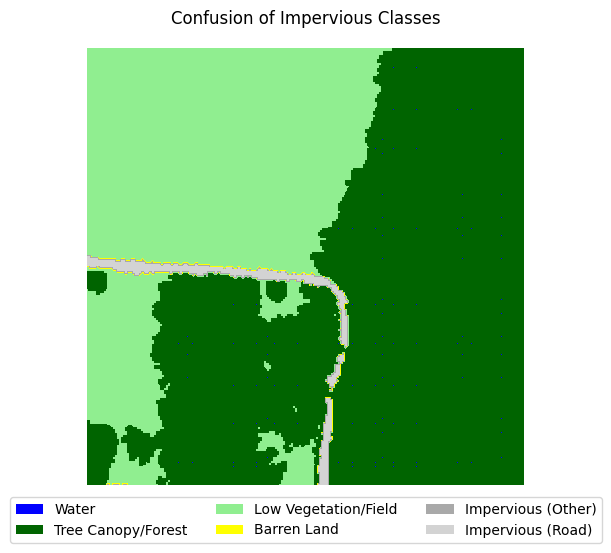 Confusion of Impervious Classes
Water
Low Vegetation/Field
Impervious (Other)
Tree Canopy/Forest
Barren Land
Impervious (Road)